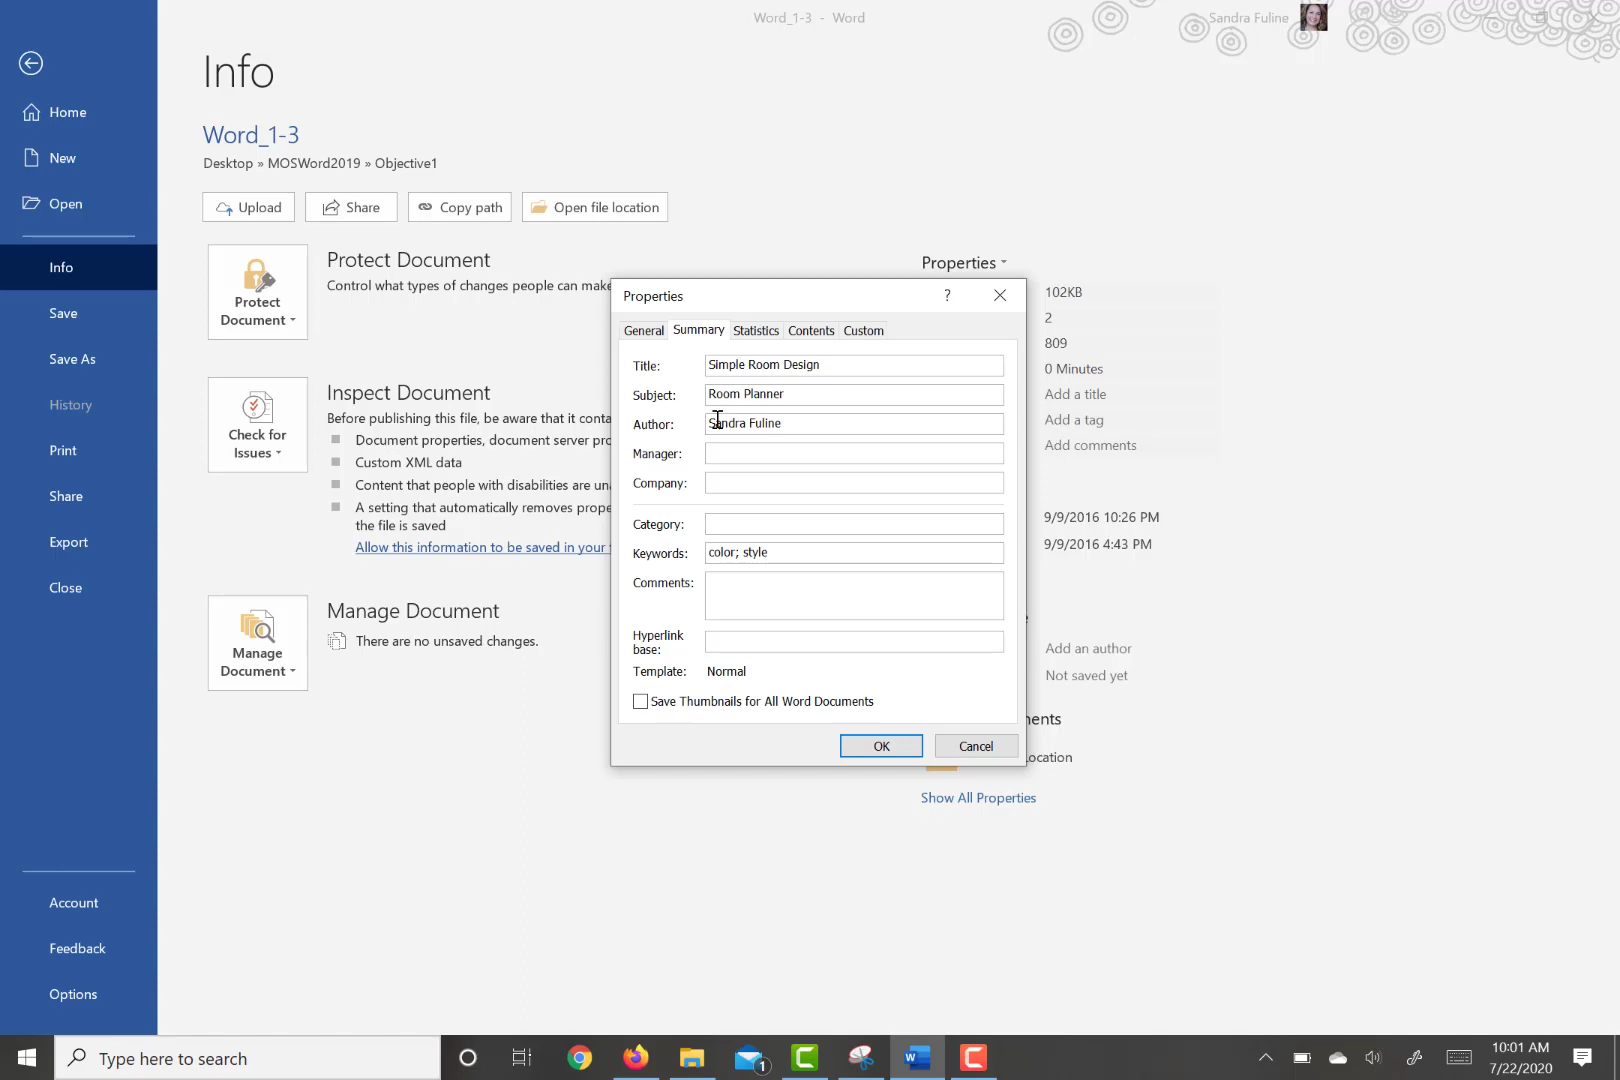 Word_1-3 - Word
Sandra Fuline
Info
Home
New
Open
Info
Save
Save As
History
Print
Share
Export
Close
Account
Feedback
Options
Word_1-3
Desktop » MOSWord2019 » Objective1
Upload
Share
Copy path
Open file location
Protect
Document
Protect Document
Control what types of changes people can make
Check for
Issues
Inspect Document
Before publishing this file, be aware that it
Document properties, document server
Custom XML data
Content that people with disabilities are
A setting that automatically removes
the file is saved
Allow this information to be saved in your
Manage
Document
Manage Document
There are no unsaved changes.
Properties
102KB
2
809
0 Minutes
Add a title
Add a tag
Add comments
9/9/2016 10:26 PM
9/9/2016 4:43 PM
Add an author
Not saved yet
Show All Properties
Properties
?
General
Summary
Statistics
Contents
Custom
Title: Simple Room Design
Subject: Room Planner
Author: Sandra Fuline
Manager:
Company:
Category:
Keywords: color; style
Comments:
Hyperlink
base:
Template: Normal
Save Thumbnails for All Word Documents
OK
Cancel
Type here to search
1
10:01 AM
7/22/2020